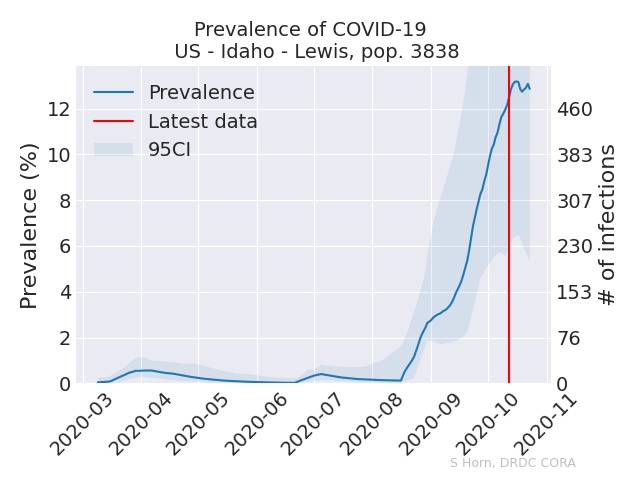 Prevalence of COVID-19
US - Idaho - Lewis, pop. 3838
Prevalence
Latest data
95CI
Prevalence (%)
12
10
8
6
4
2
0
# of infections
460
383
307
230
153
76
0
2020-03
2020-04
2020-05
2020-06
2020-07
2020-08
2020-09
2020-10
2020-11
S Horn, DRDC CORA